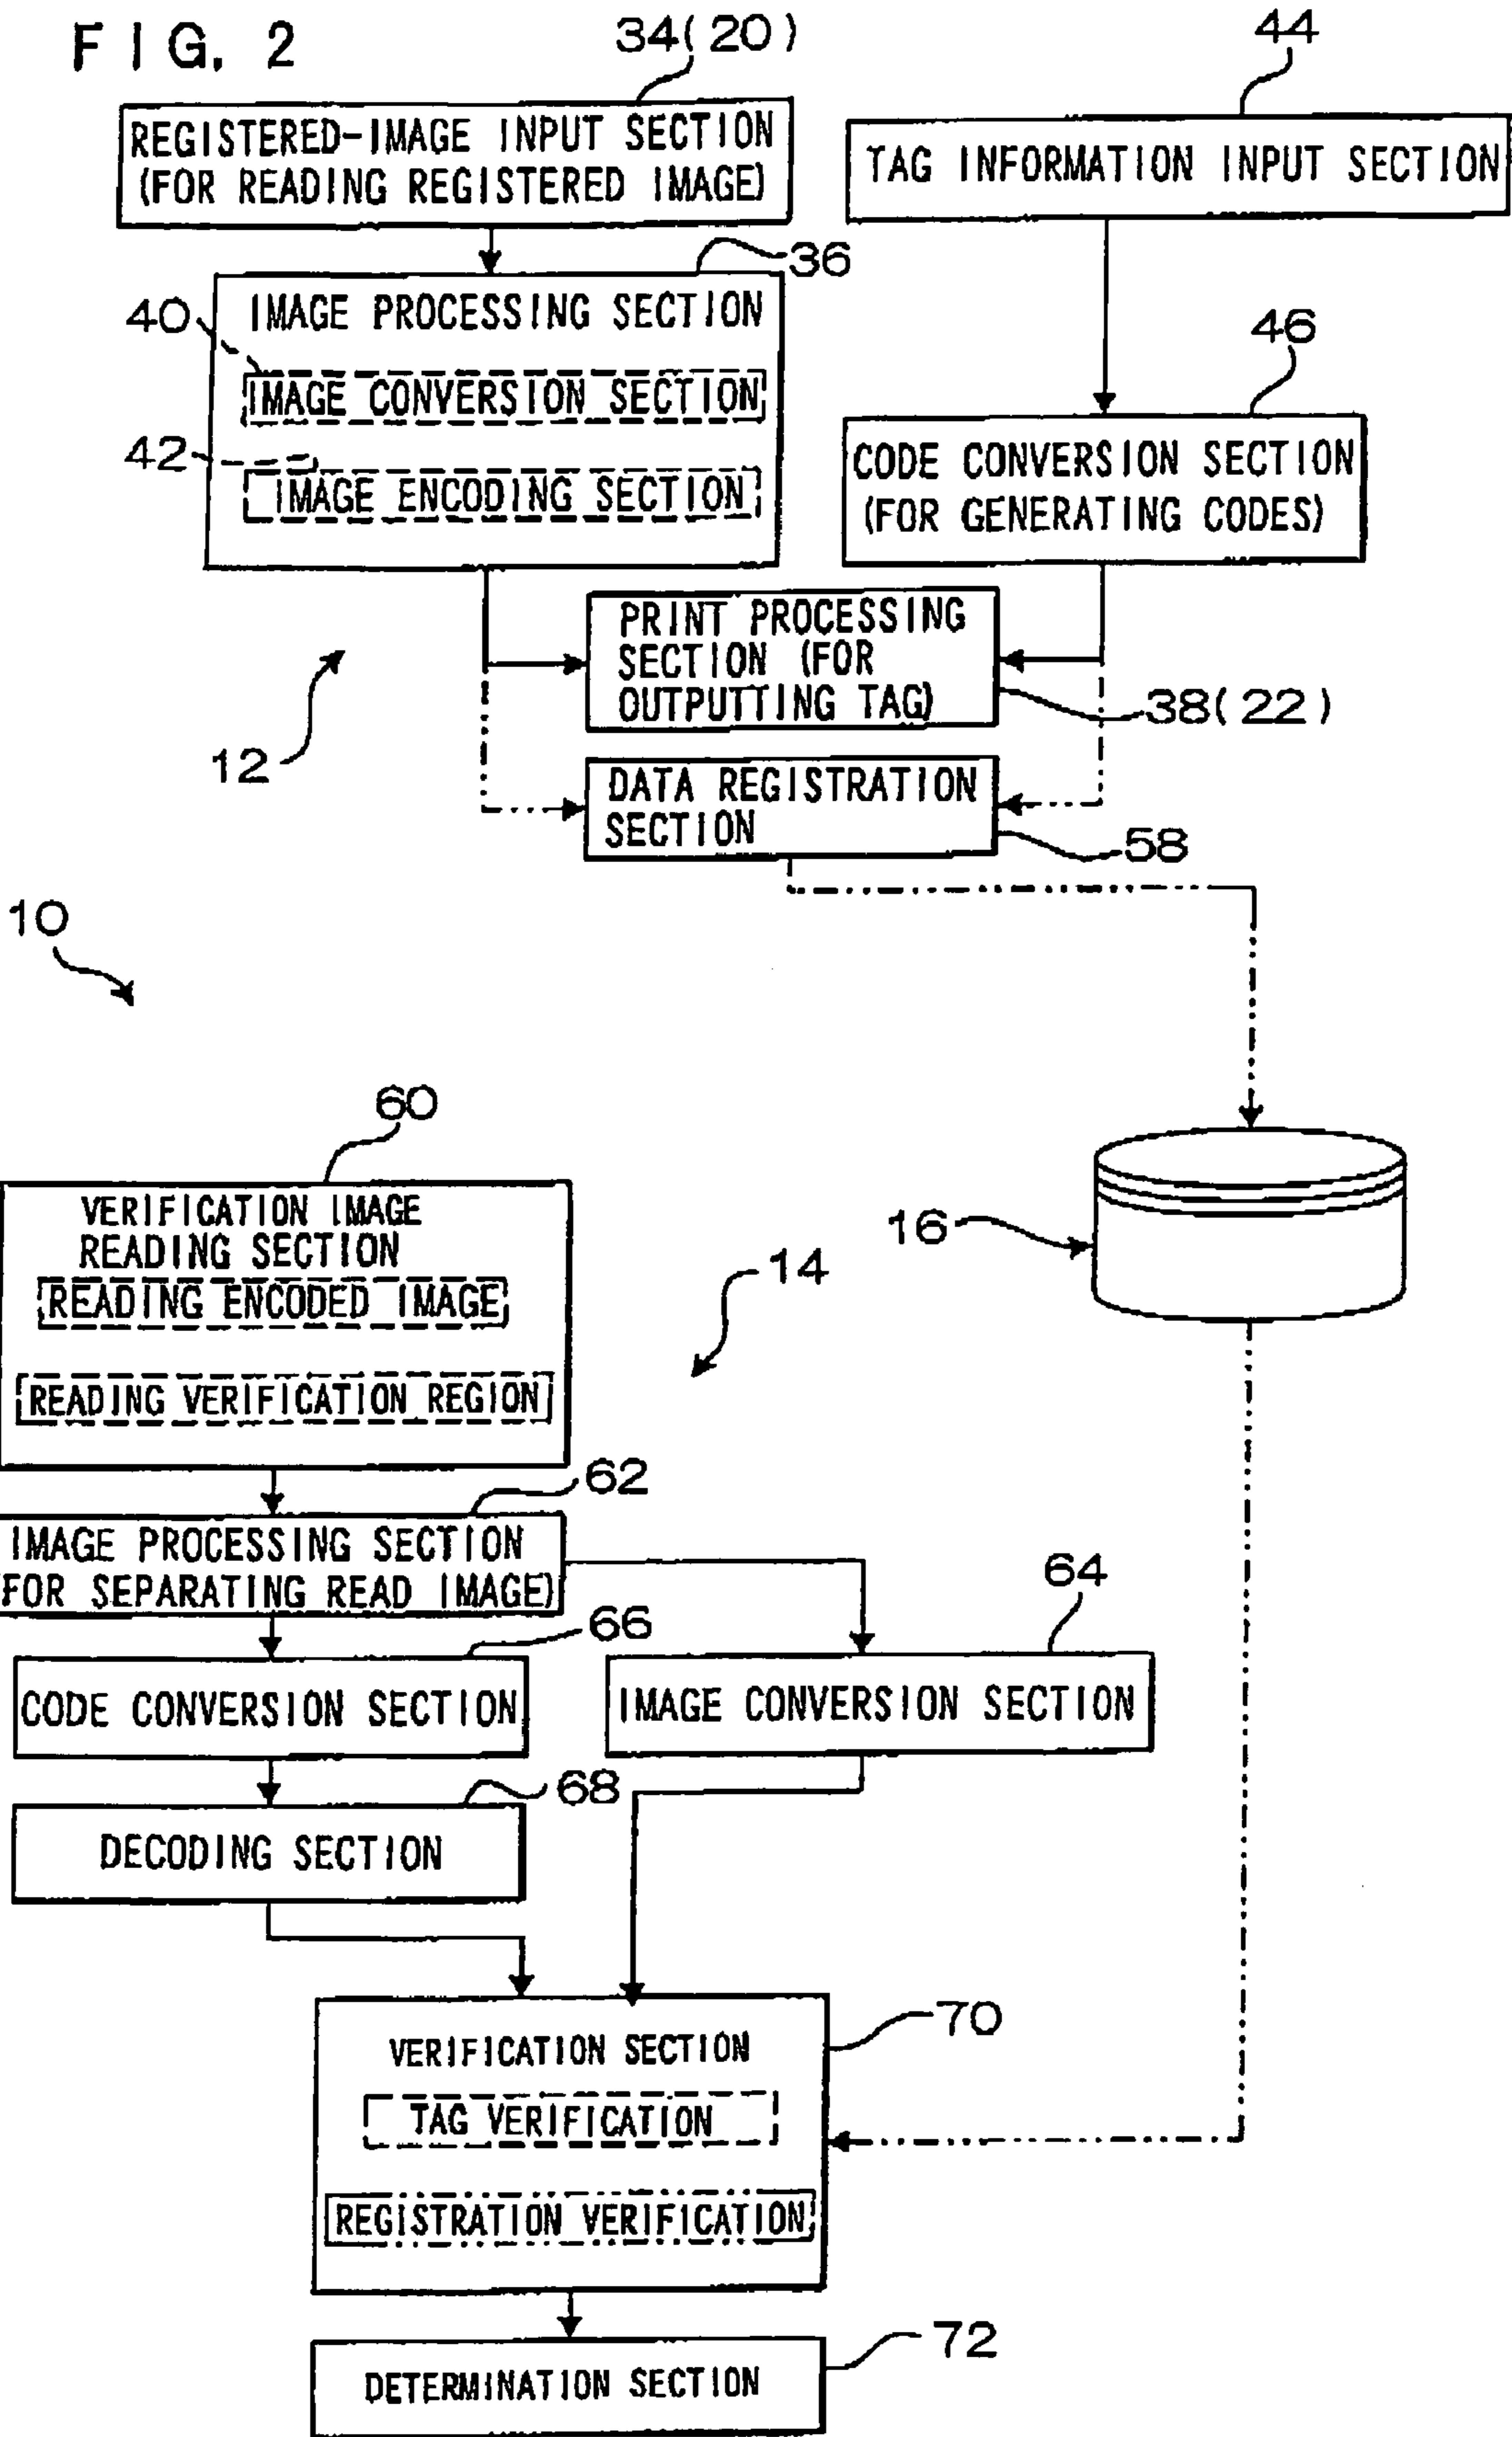 FIG. 2
34(20)
44
REGISTERED-IMAGE INPUT SECTION
(FOR READING REGISTERED IMAGE)
TAG INFORMATION INPUT SECTION
36
IMAGE PROCESSING SECTION
40
IMAGE CONVERSION SECTION
42
IMAGE ENCODING SECTION
46
CODE CONVERSION SECTION
(FOR GENERATING CODES)
PRINT PROCESSING
SECTION (FOR
OUTPUTTING TAG)
38(22)
12
DATA REGISTRATION
SECTION
58
10
60
VERIFICATION IMAGE
READING SECTION
READING ENCODED IMAGE
READING VERIFICATION REGION
14
16
62
IMAGE PROCESSING SECTION
(FOR SEPARATING READ IMAGE)
64
66
CODE CONVERSION SECTION
IMAGE CONVERSION SECTION
68
DECODING SECTION
70
VERIFICATION SECTION
TAG VERIFICATION
REGISTRATION VERIFICATION
72
DETERMINATION SECTION